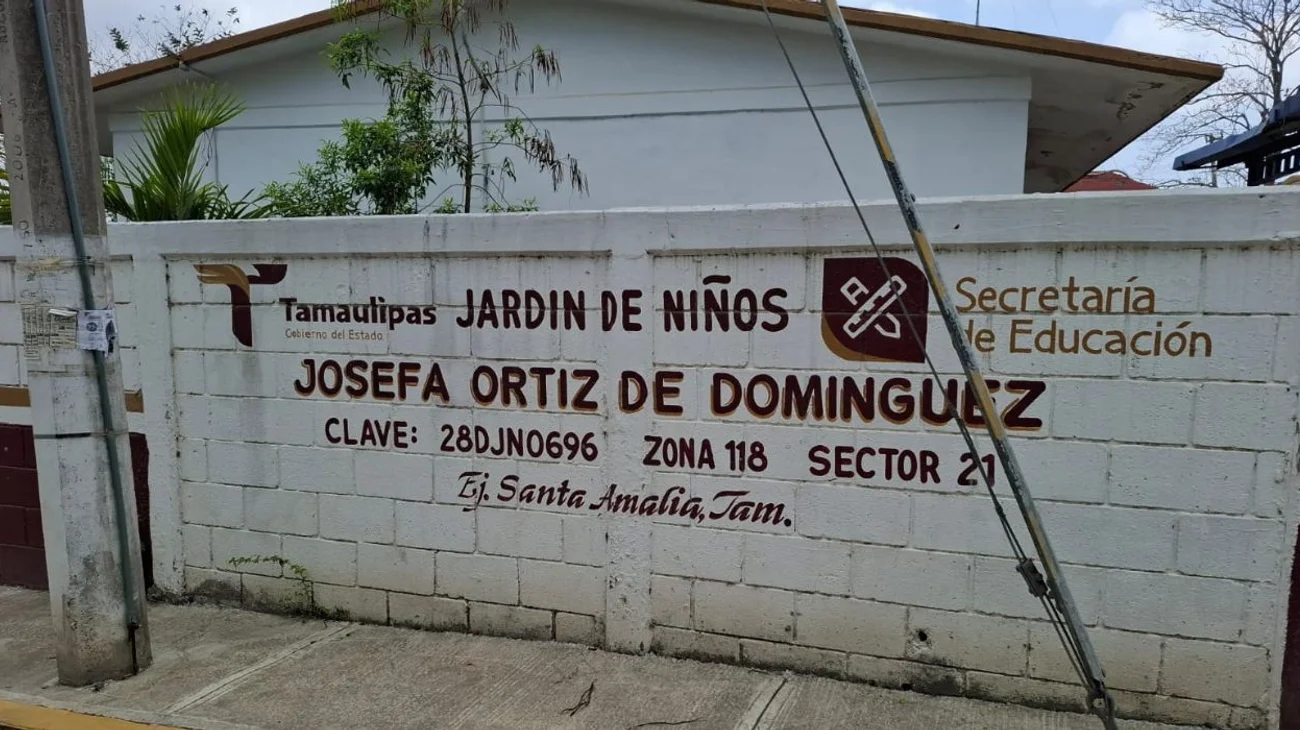 Tamaulipas
Gobierno del Estado
JARDIN DE NIÑOS
Secretaría
de Educación
JOSEFA ORTIZ DE DOMINGUEZ
CLAVE: 28DJN0696 ZONA 118 SECTOR 21
Ej. Santa Amalia, Tam.